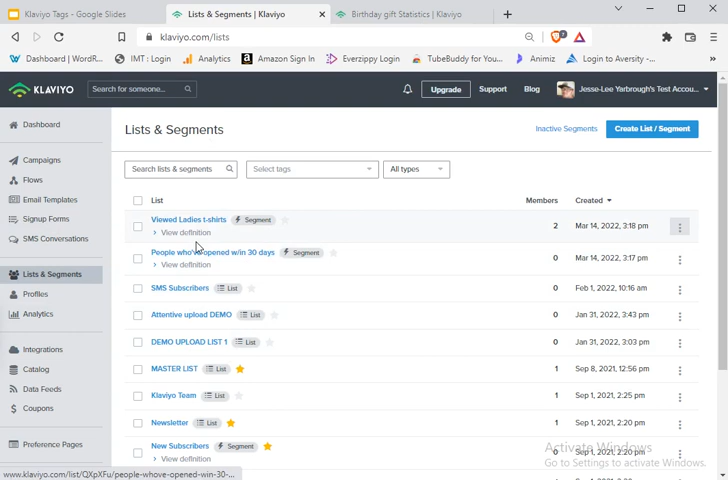 Klaviyo Tags - Google Slides
Lists & Segments | Klaviyo
Birthday gift Statistics | Klaviyo
klaviyo.com/lists
7
Dashboard | WordR...
IMT : Login
Analytics
Amazon Sign In
Everzippy Login
TubeBuddy for You...
Animiz
Login to Aversity -...
KLAVIYO
Search for someone...
Upgrade
Support
Blog
Jesse-Lee Yarbrough's Test Accou...
Dashboard
Campaigns
Flows
Email Templates
Signup Forms
SMS Conversations
Lists & Segments
Profiles
Analytics
Integrations
Catalog
Data Feeds
Coupons
Preference Pages
Lists & Segments
Inactive Segments
Create List / Segment
Search lists & segments
Select tags
All types
List Members Created
Viewed Ladies t-shirts Segment 2 Mar 14, 2022, 3:18 pm
View definition
People who've opened w/in 30 days Segment 0 Mar 14, 2022, 3:17 pm
View definition
SMS Subscribers List 0 Feb 1, 2022, 10:16 am
Attentive upload DEMO List 0 Jan 31, 2022, 3:43 pm
DEMO UPLOAD LIST 1 List 0 Jan 31, 2022, 3:03 pm
MASTER LIST List 1 Sep 8, 2021, 12:56 pm
Klaviyo Team List 1 Sep 1, 2021, 2:25 pm
Newsletter List 1 Sep 1, 2021, 2:20 pm
New Subscribers Segment 0 Sep 1, 2021, 2:20 pm
View definition
Activate Windows
Go to Settings to activate Windows.
www.klaviyo.com/list/QXpXFu/people-whove-opened-win-30-...